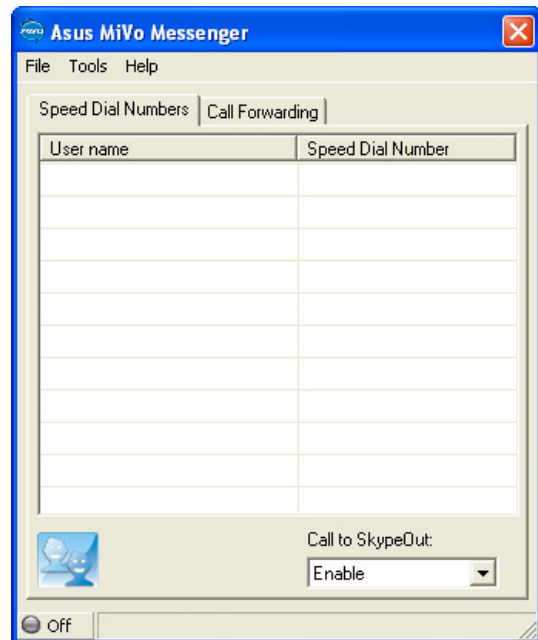 Asus MiVo Messenger
File Tools Help
Speed Dial Numbers Call Forwarding
User name Speed Dial Number
Call to SkypeOut:
Enable
Off